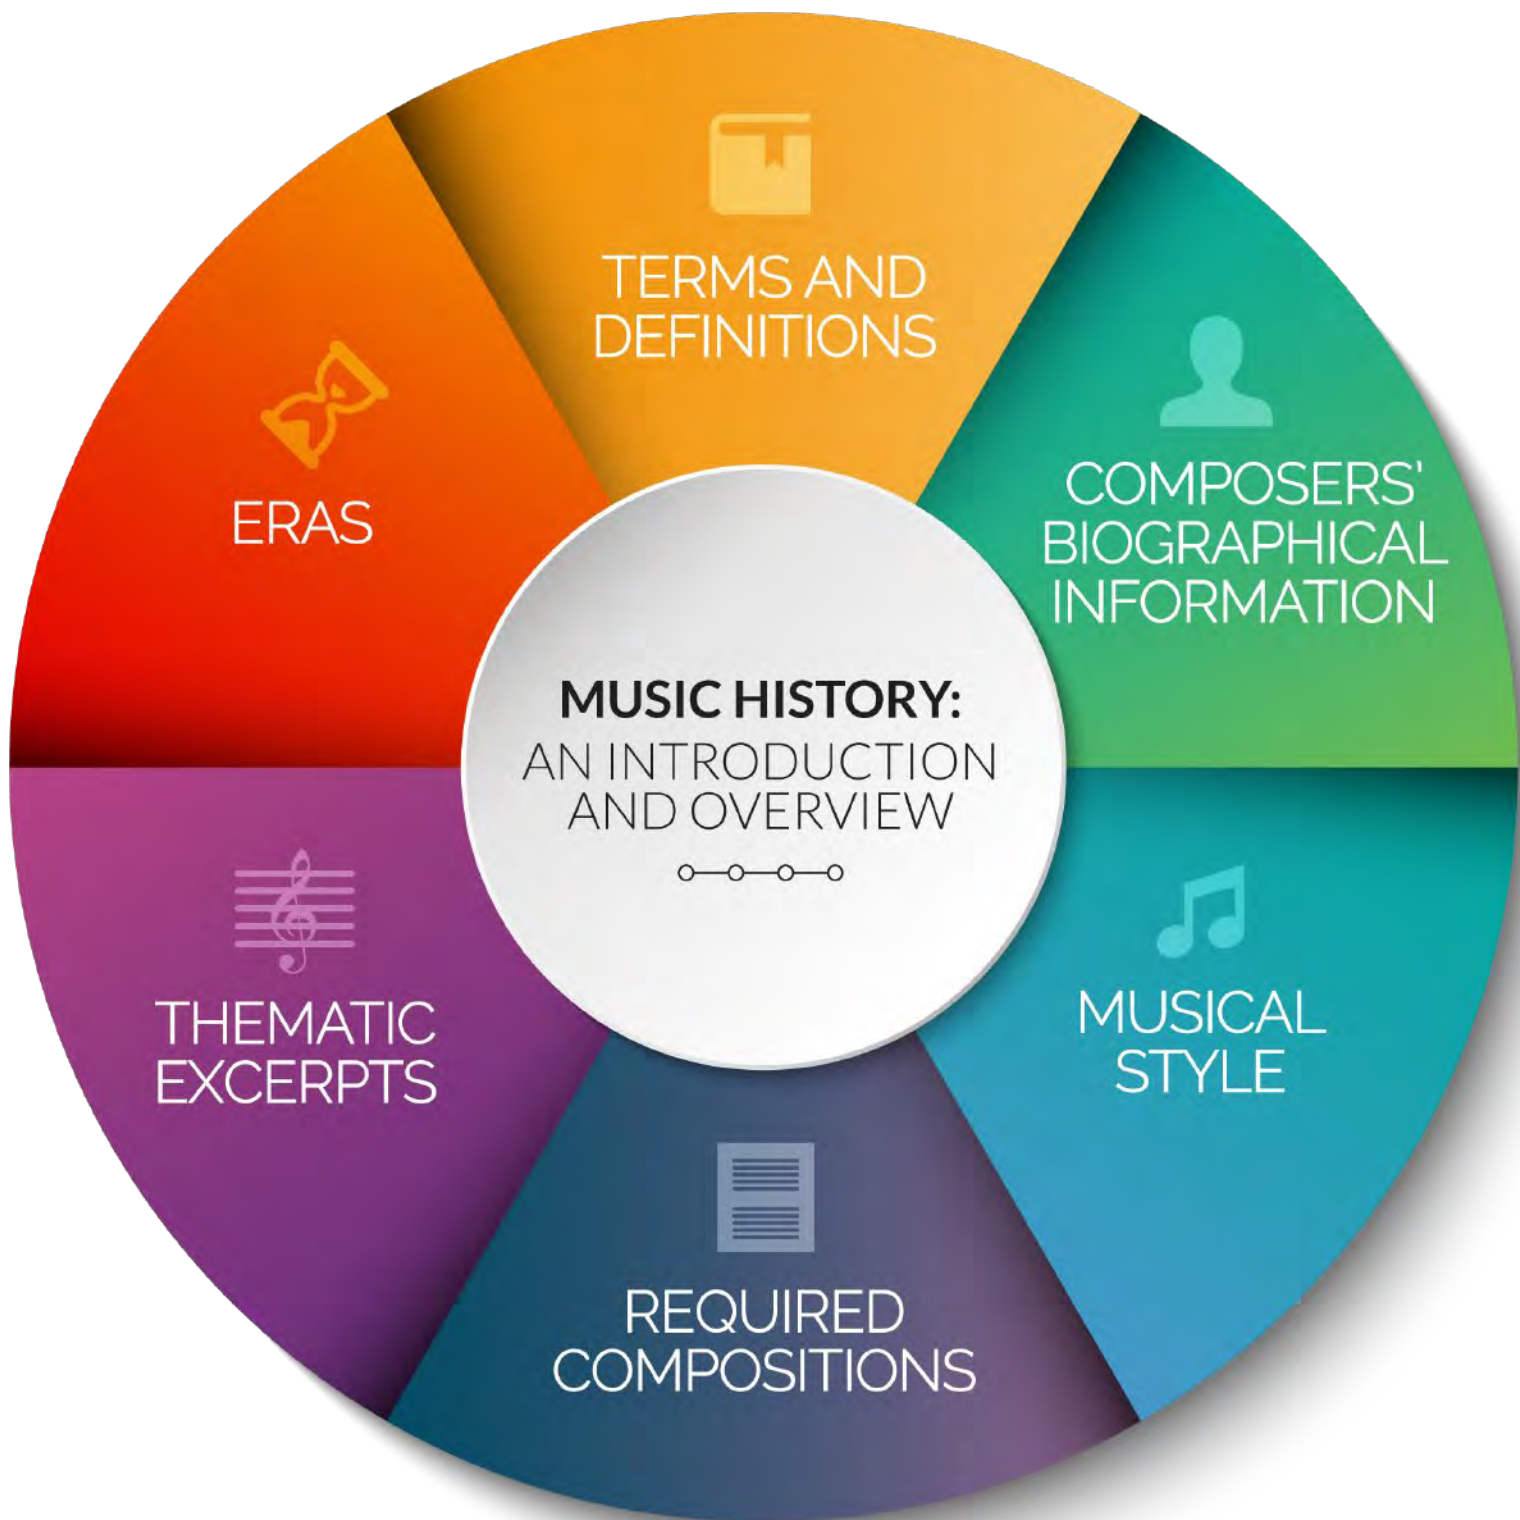 TERMS AND
DEFINITIONS
COMPOSERS'
BIOGRAPHICAL
INFORMATION
ERAS
MUSIC HISTORY:
AN INTRODUCTION
AND OVERVIEW
MUSICAL
STYLE
THEMATIC
EXCERPTS
REQUIRED
COMPOSITIONS